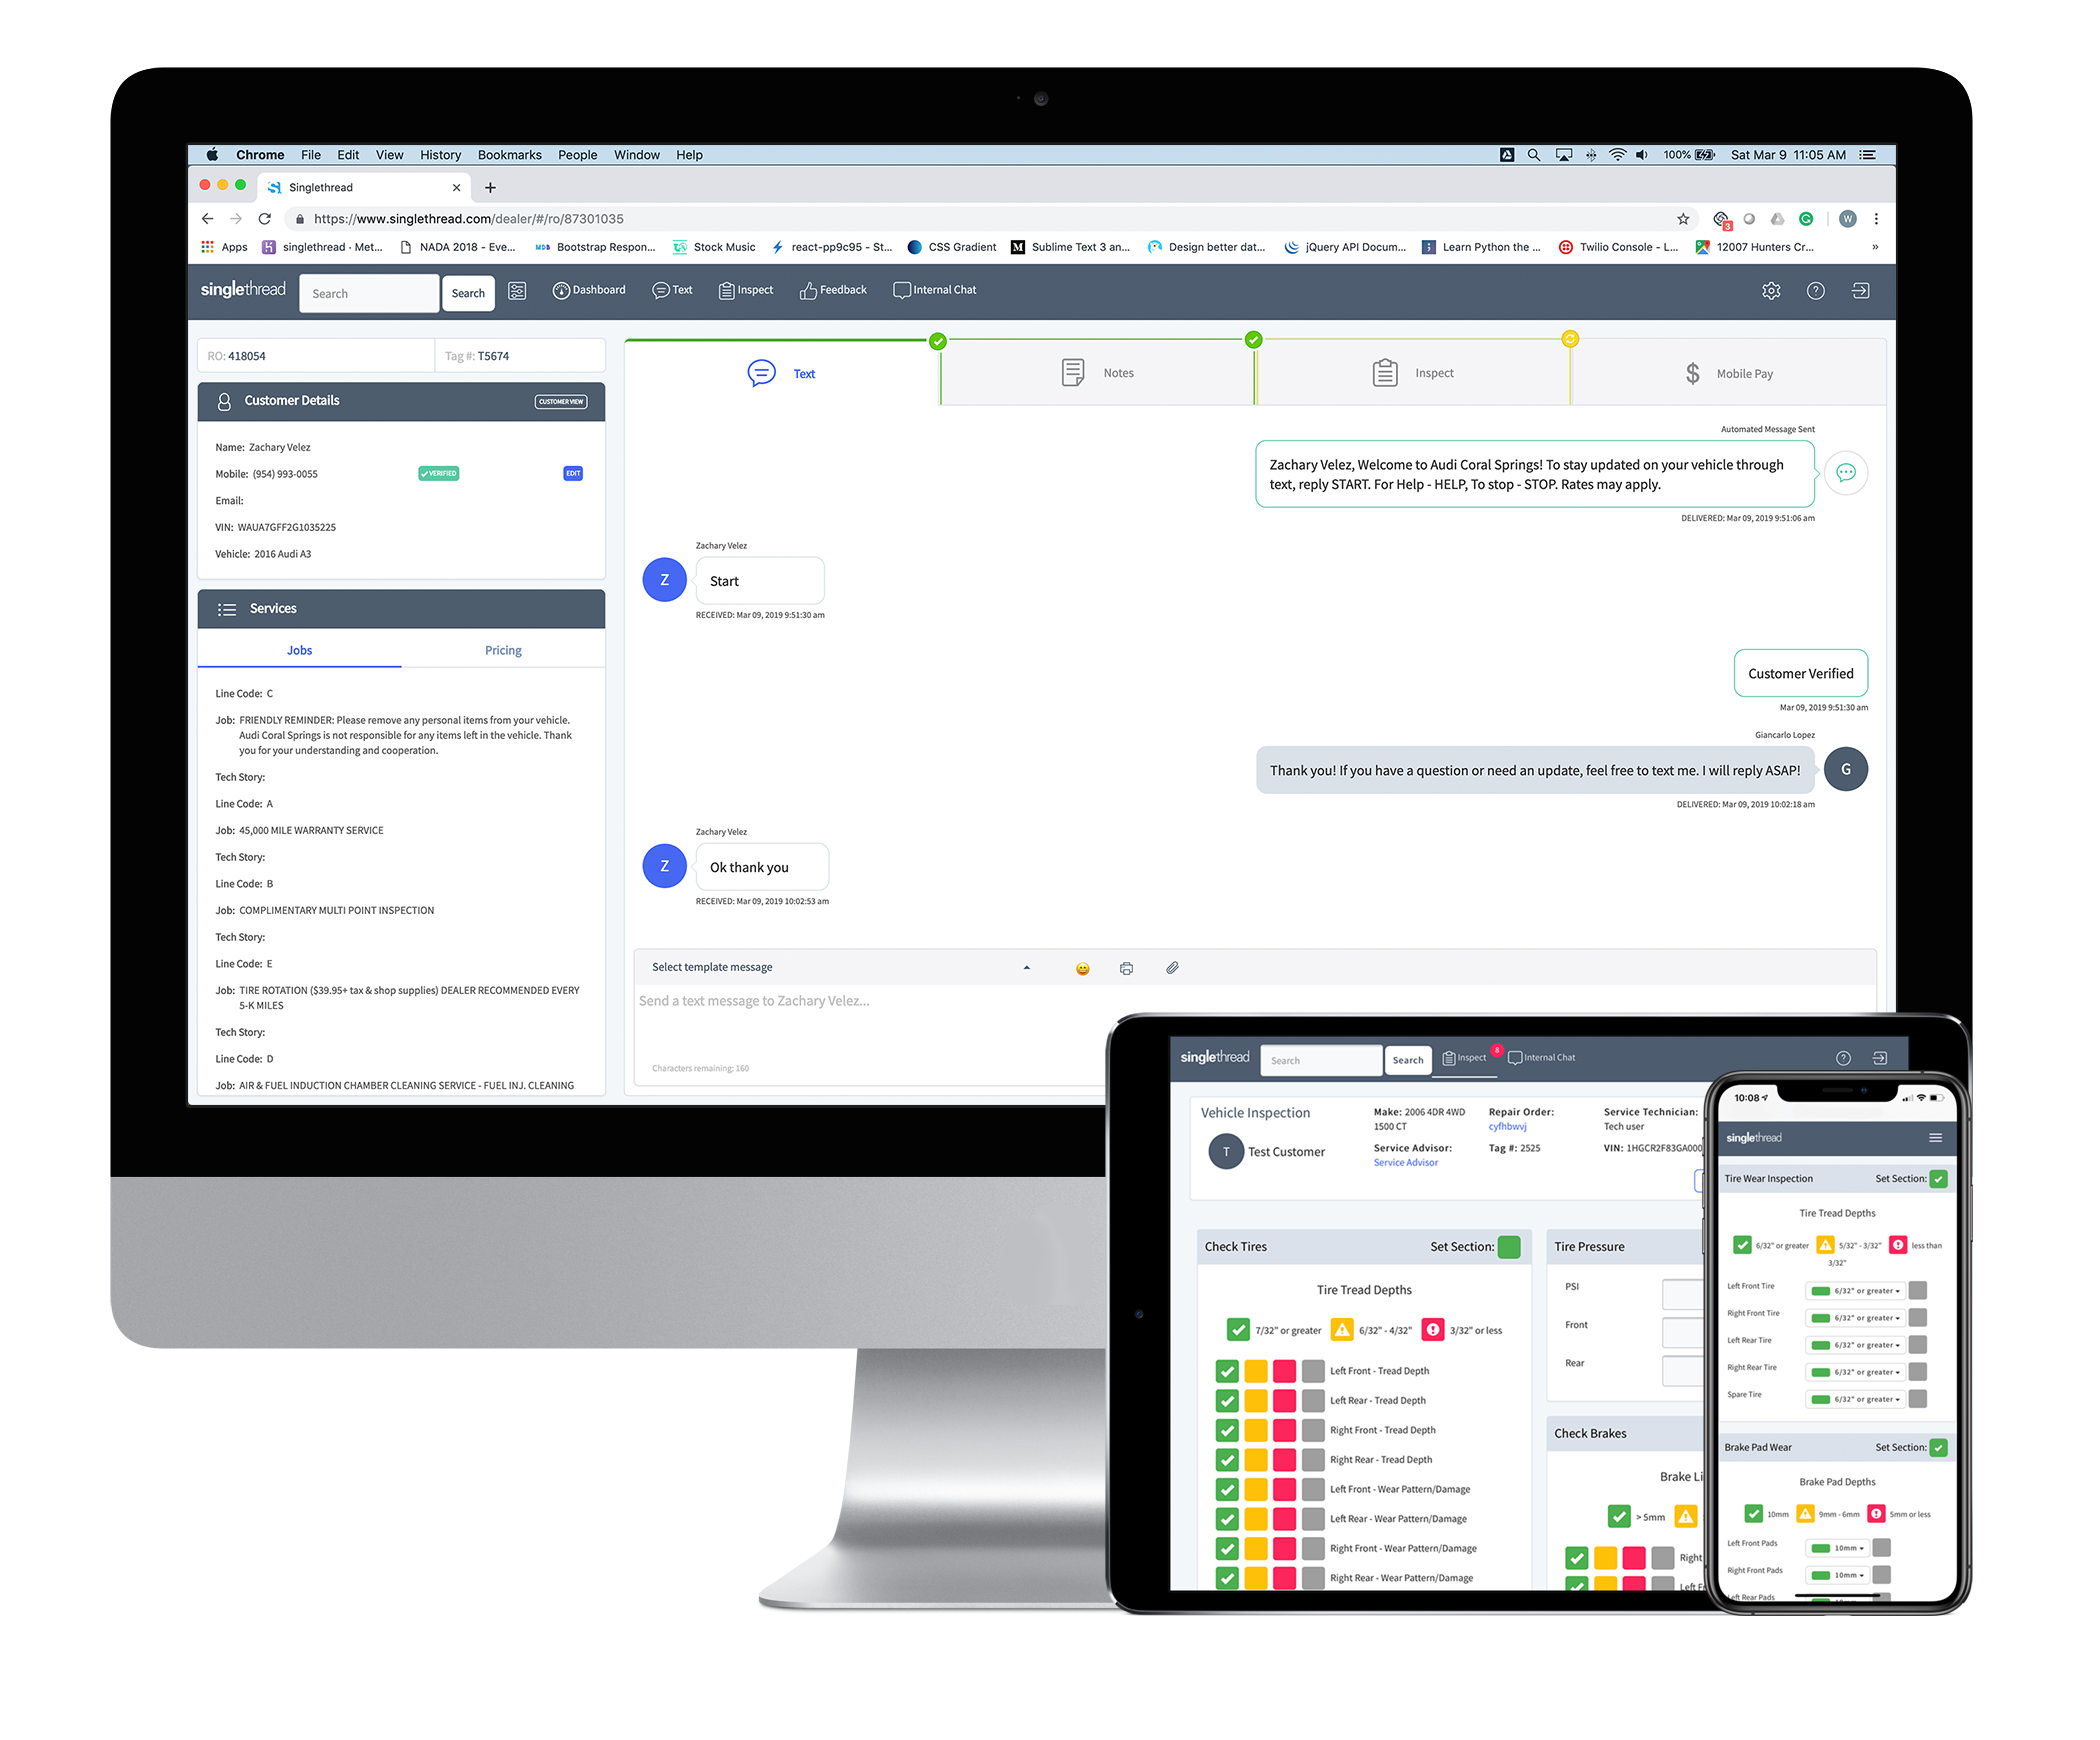 Chrome File Edit View History Bookmarks People Window Help 100% Sat Mar 9 11:05 AM
Singlethread
https://www.singlethread.com/dealer/#/ro/87301035 3 W
Apps singlethread · Met... NADA 2018 - Eve... MDB Bootstrap Respon... Stock Music react-pp9c95 - St... CSS Gradient M Sublime Text 3 an... Design better dat... jQuery API Docum... Learn Python the ... Twilio Console - L... 12007 Hunters Cr... »
singlethread Search Search Dashboard Text Inspect Feedback Internal Chat
RO: 418054 Tag #: T5674
Customer Details CUSTOMER VIEW
Name: Zachary Velez
Mobile: (954) 993-0055 VERIFIED EDIT
Email:
VIN: WAUA7GFF2G1035225
Vehicle: 2016 Audi A3
Services
Jobs Pricing
Line Code: C
Job: FRIENDLY REMINDER: Please remove any personal items from your vehicle.
Audi Coral Springs is not responsible for any items left in the vehicle. Thank
you for your understanding and cooperation.
Tech Story:
Line Code: A
Job: 45,000 MILE WARRANTY SERVICE
Tech Story:
Line Code: B
Job: COMPLIMENTARY MULTI POINT INSPECTION
Tech Story:
Line Code: E
Job: TIRE ROTATION ($39.95+ tax & shop supplies) DEALER RECOMMENDED EVERY
5-K MILES
Tech Story:
Line Code: D
Job: AIR & FUEL INDUCTION CHAMBER CLEANING SERVICE - FUEL INJ. CLEANING
Text Notes Inspect $ Mobile Pay
Automated Message Sent
Zachary Velez, Welcome to Audi Coral Springs! To stay updated on your vehicle through
text, reply START. For Help - HELP, To stop - STOP. Rates may apply.
DELIVERED: Mar 09, 2019 9:51:06 am
Zachary Velez
Z Start
RECEIVED: Mar 09, 2019 9:51:30 am
Customer Verified
Mar 09, 2019 9:51:30 am
Giancarlo Lopez
Thank you! If you have a question or need an update, feel free to text me. I will reply ASAP! G
DELIVERED: Mar 09, 2019 10:02:18 am
Zachary Velez
Z Ok thank you
RECEIVED: Mar 09, 2019 10:02:53 am
Select template message
Send a text message to Zachary Velez...
Characters remaining: 160
singlethread Search Search Inspect 8 Internal Chat
Vehicle Inspection
T Test Customer
Make: 2006 4DR 4WD
1500 CT
Service Advisor:
Service Advisor
Repair Order:
cyfhbwvj
Tag #: 2525
Service Technician:
Tech user
VIN: 1HGCR2F83GA000
Check Tires Set Section:
Tire Tread Depths
7/32" or greater 6/32" - 4/32" 3/32" or less
Left Front - Tread Depth
Left Rear - Tread Depth
Right Front - Tread Depth
Right Rear - Tread Depth
Left Front - Wear Pattern/Damage
Left Rear - Wear Pattern/Damage
Right Front - Wear Pattern/Damage
Right Rear - Wear Pattern/Damage
Tire Pressure
PSI
Front
Rear
Check Brakes
Brake Li
> 5mm
Right
Left Fr
10:08
singlethread
Tire Wear Inspection Set Section:
Tire Tread Depths
6/32" or greater 5/32" - 3/32" less than
3/32"
Left Front Tire 6/32" or greater
Right Front Tire 6/32" or greater
Left Rear Tire 6/32" or greater
Right Rear Tire 6/32" or greater
Spare Tire 6/32" or greater
Brake Pad Wear Set Section:
Brake Pad Depths
10mm 9mm - 6mm 5mm or less
Left Front Pads 10mm
Right Front Pads 10mm
Left Rear Pads